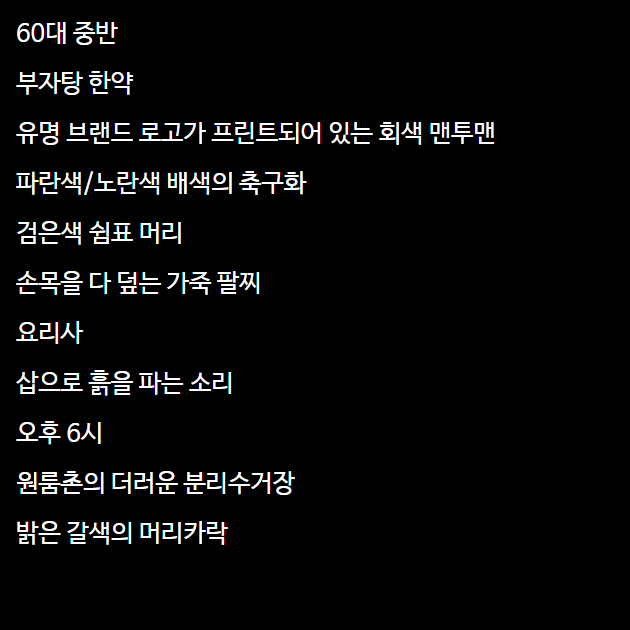 60대 중반
부자탕 한약
유명 브랜드 로고가 프린트되어 있는 회색 맨투맨
파란색/노란색 배색의 축구화
검은색 쉼표 머리
손목을 다 덮는 가죽 팔찌
요리사
삽으로 흙을 파는 소리
오후 6시
원룸촌의 더러운 분리수거장
밝은 갈색의 머리카락